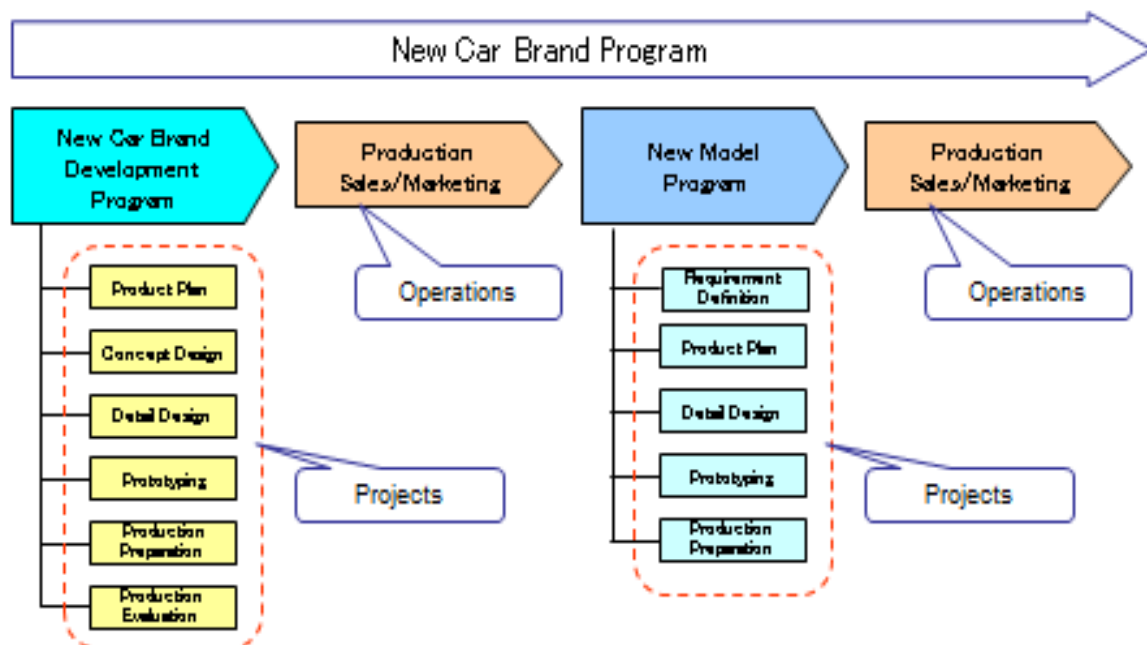 New Car Brand Program
New Car Brand
Development
Program
Production
Sales/Marketing
New Model
Program
Production
Sales/Marketing
Operations
Operations
Product Plan
Concept Design
Detail Design
Prototyping
Production
Preparation
Production
Evaluation
Projects
Requirement
Definition
Product Plan
Detail Design
Prototyping
Production
Preparation
Projects